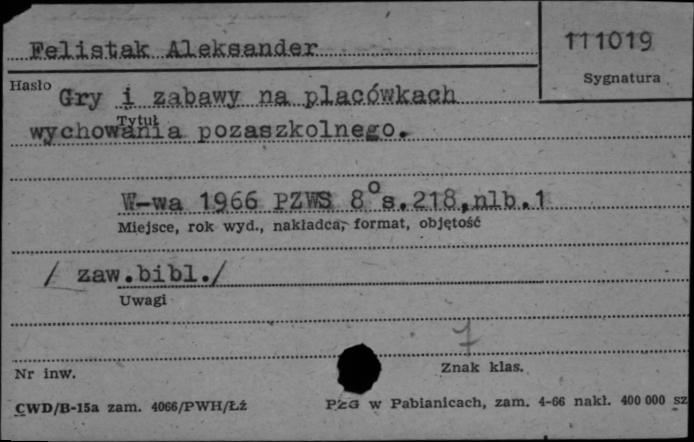 Felistak Aleksander
111019
Sygnatura
Hasło
Gry i zabawy na placówkach
Tytuł
wychowania pozaszkolnego.
W-wa 1966 PZWS 8° s.218,nlb.1
Miejsce, rok wyd., nakładca, format, objętość
/ zaw.bibl./
Uwagi
7
Nr inw.
Znak klas.
CWD/B-15a zam. 4066/PWH/Łż
PZG w Pabianicach, zam. 4-66 nakł. 400 000 sz